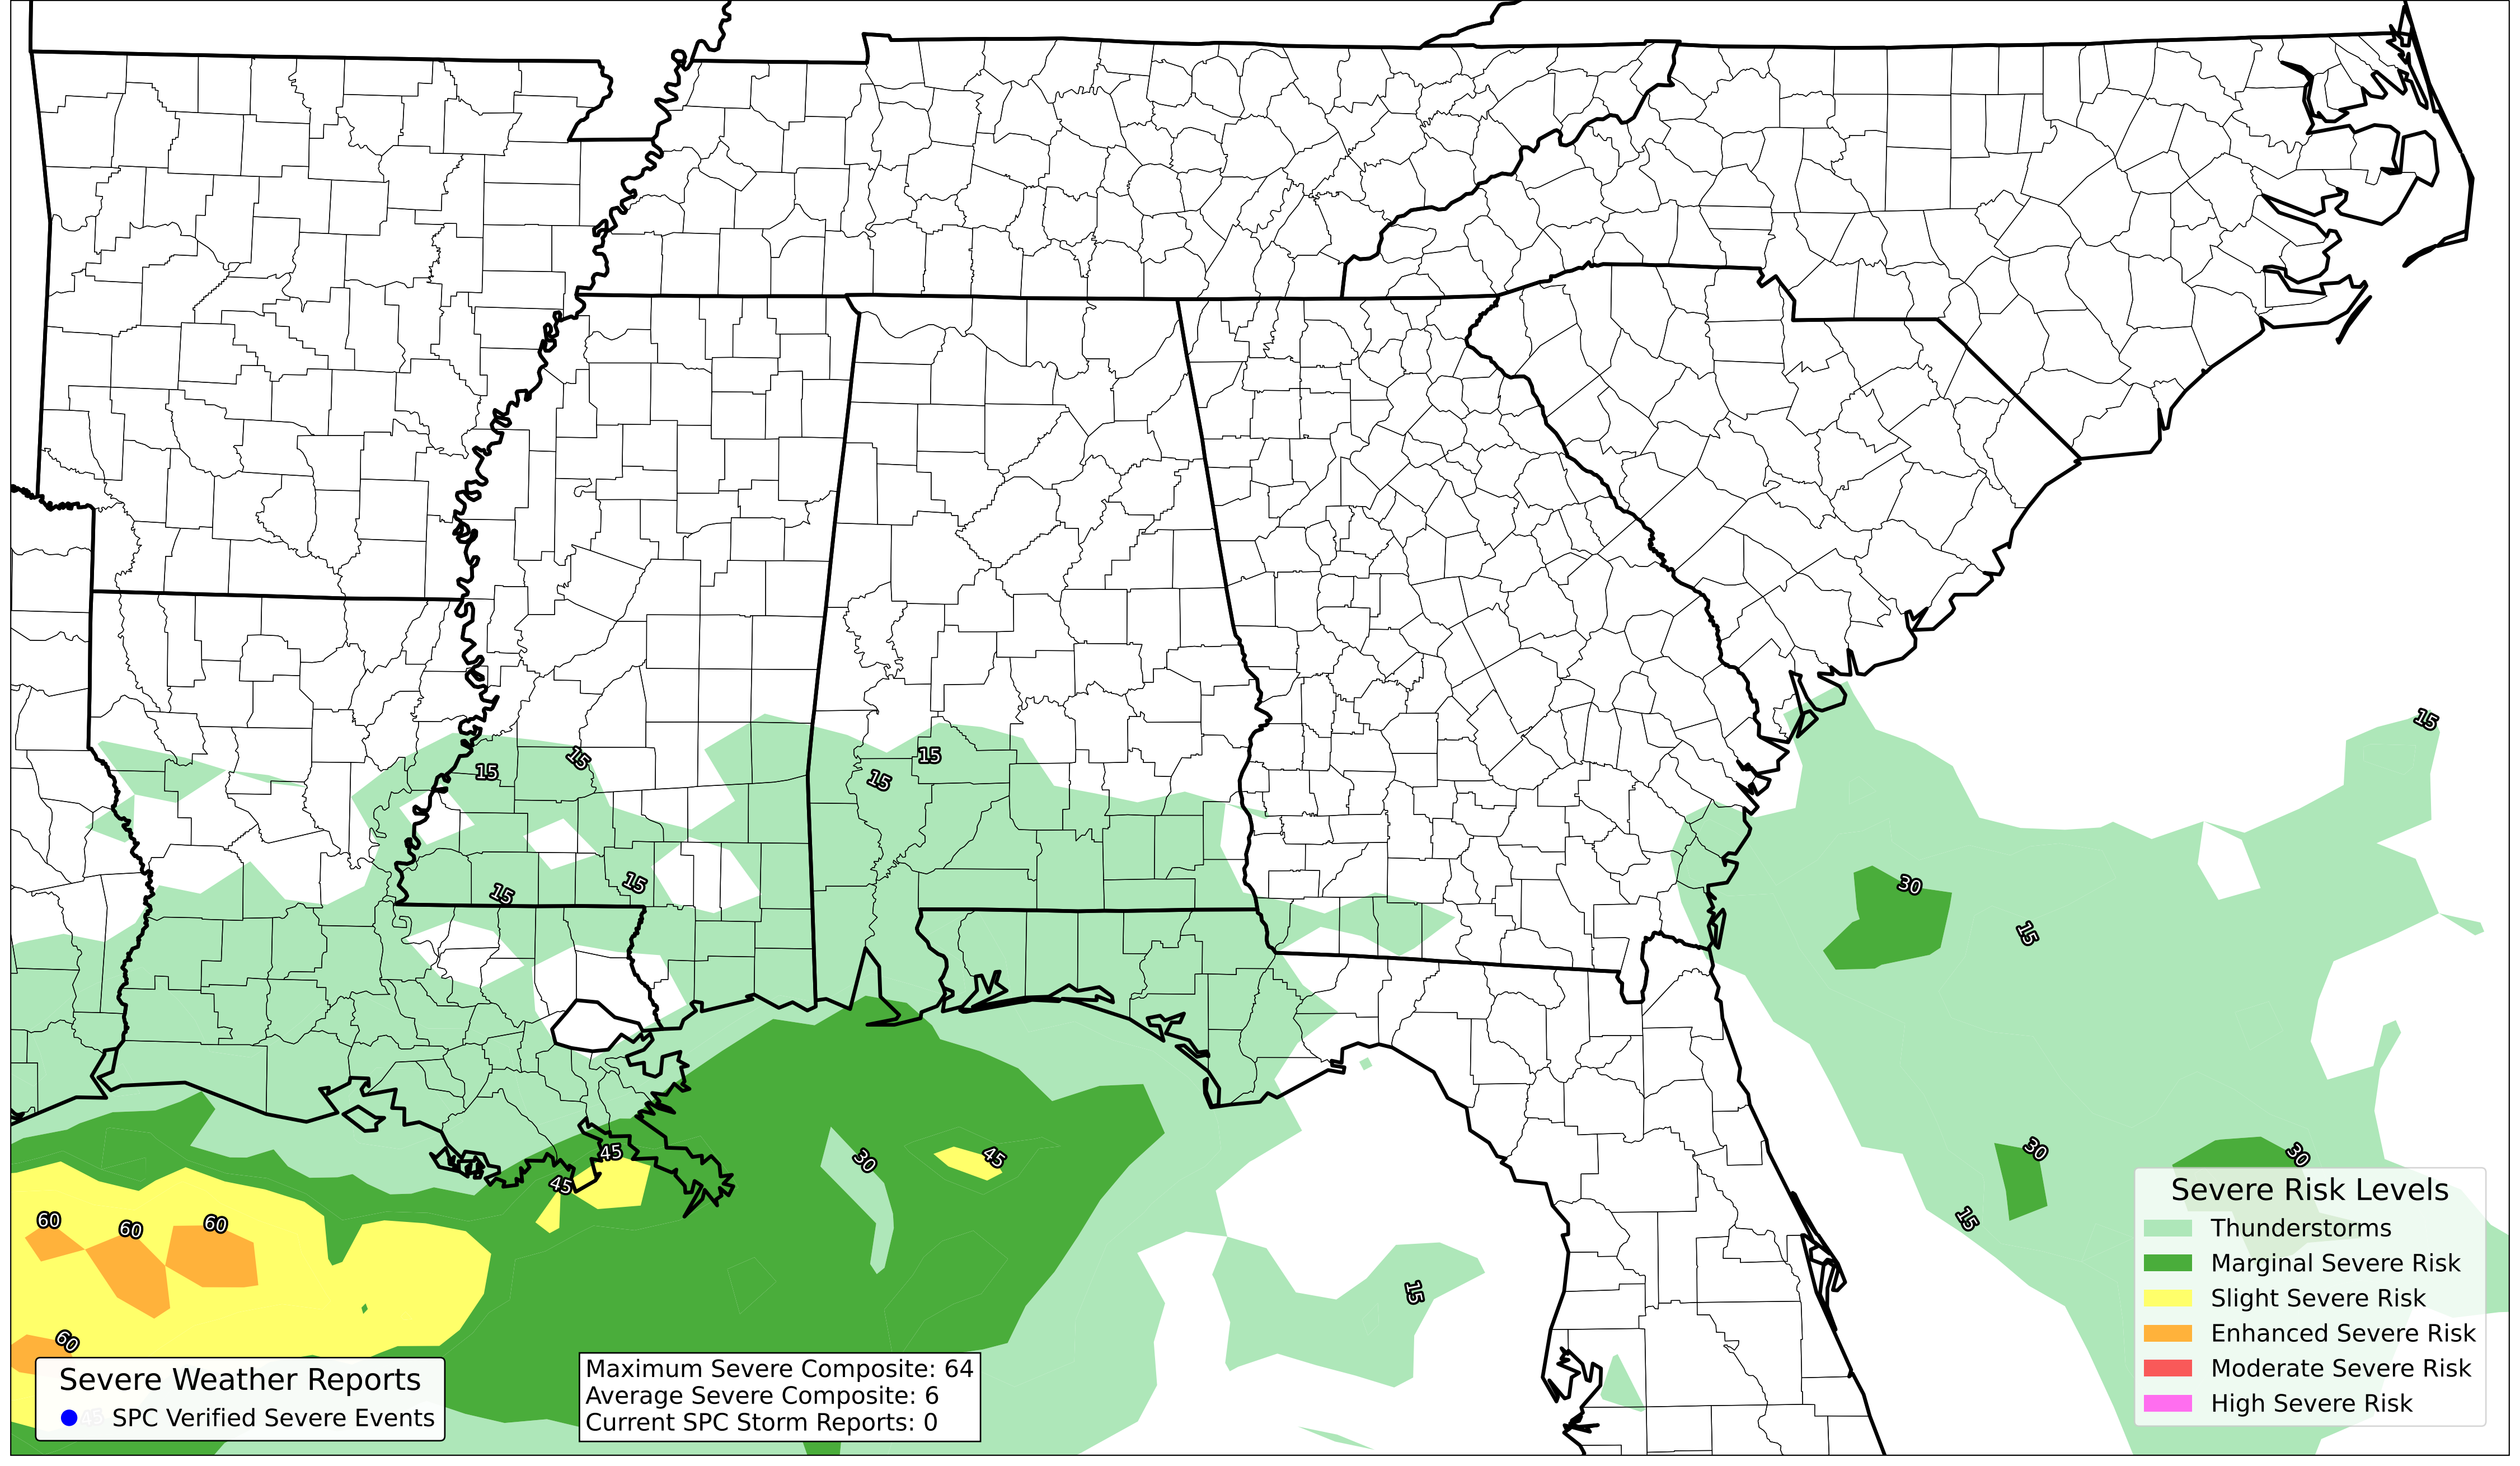 15
15
15
15
15
15
15
30
15
45
30
45
30
30
45
15
60
60
60
15
60
Severe Risk Levels
Thunderstorms
Marginal Severe Risk
Slight Severe Risk
Enhanced Severe Risk
Moderate Severe Risk
High Severe Risk
Severe Weather Reports
SPC Verified Severe Events
Maximum Severe Composite: 64
Average Severe Composite: 6
Current SPC Storm Reports: 0